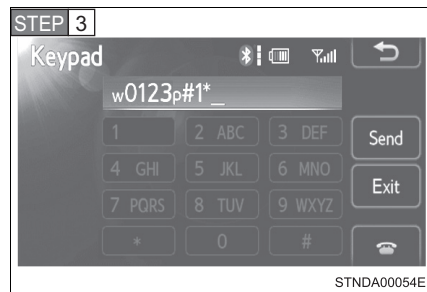 STEP 3
Keypad
w0123p#1*_
1 2 ABC 3 DEF Send
4 GHI 5 JKL 6 MNO
Exit
7 PQRS 8 TUV 9 WXYZ
* 0 #
STNDA00054E